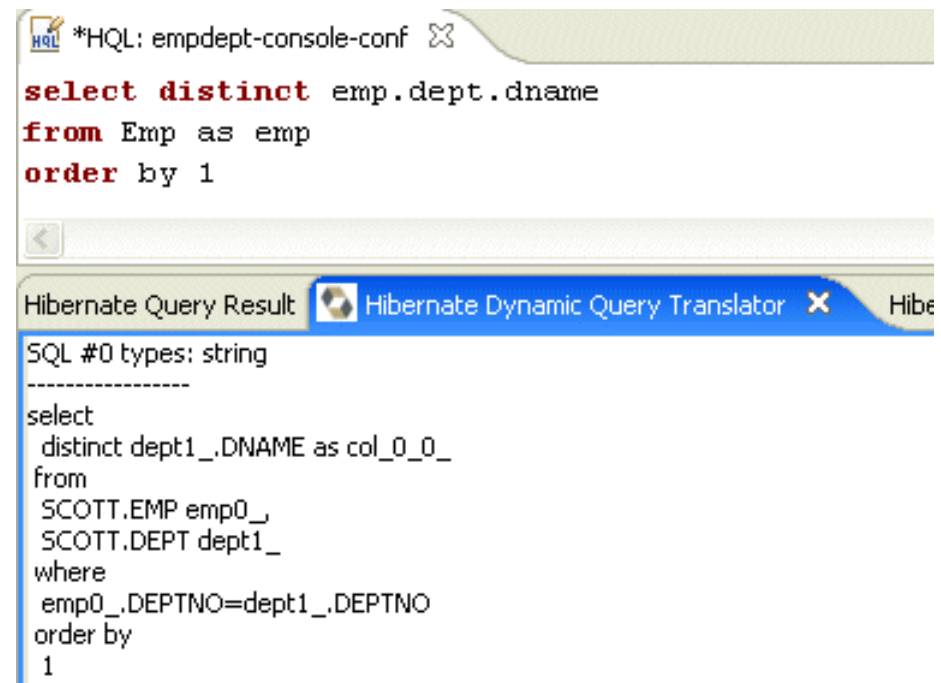 HQL *HQL: empdept-console-conf
select distinct emp.dept.dname
from Emp as emp
order by 1
Hibernate Query Result Hibernate Dynamic Query Translator Hibe
SQL #0 types: string
-----------------
select
distinct dept1_.DNAME as col_0_0_
from
SCOTT.EMP emp0_,
SCOTT.DEPT dept1_
where
emp0_.DEPTNO=dept1_.DEPTNO
order by
1